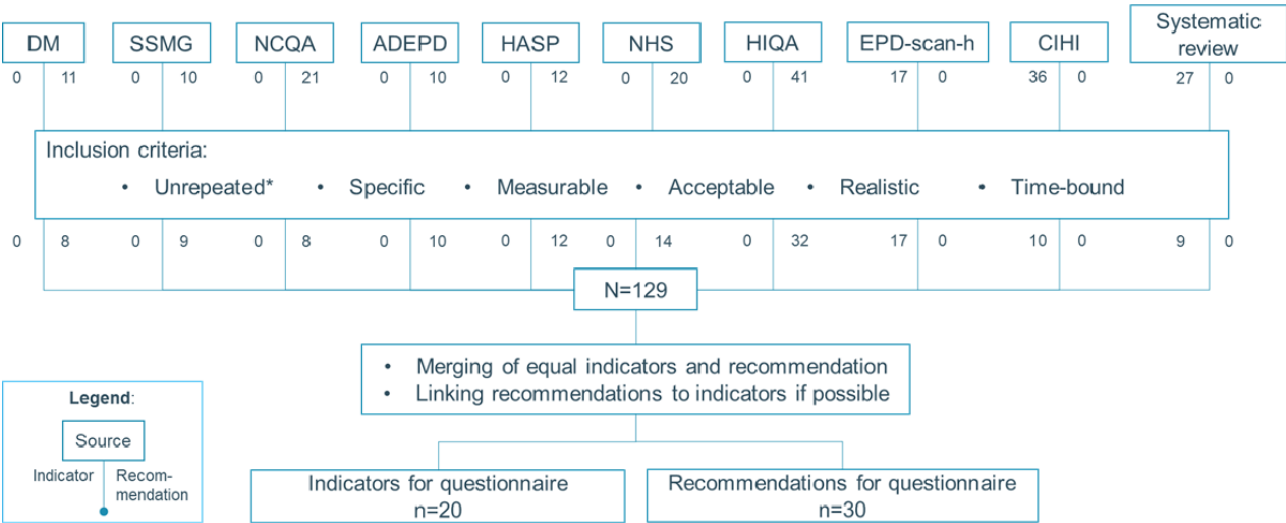 DM SSMG NCQA ADEPD HASP NHS HIQA EPD-scan-h CIHI Systematic
review
0 11 0 10 0 21 0 10 0 12 0 20 0 41 17 0 36 0 27 0
Inclusion criteria:
• Unrepeated* • Specific • Measurable • Acceptable • Realistic • Time-bound
0 8 0 9 0 8 0 10 0 12 0 14 0 32 17 0 10 0 9 0
N=129
• Merging of equal indicators and recommendation
• Linking recommendations to indicators if possible
Legend:
Source
Indicator Recom-
mendation
Indicators for questionnaire
n=20
Recommendations for questionnaire
n=30